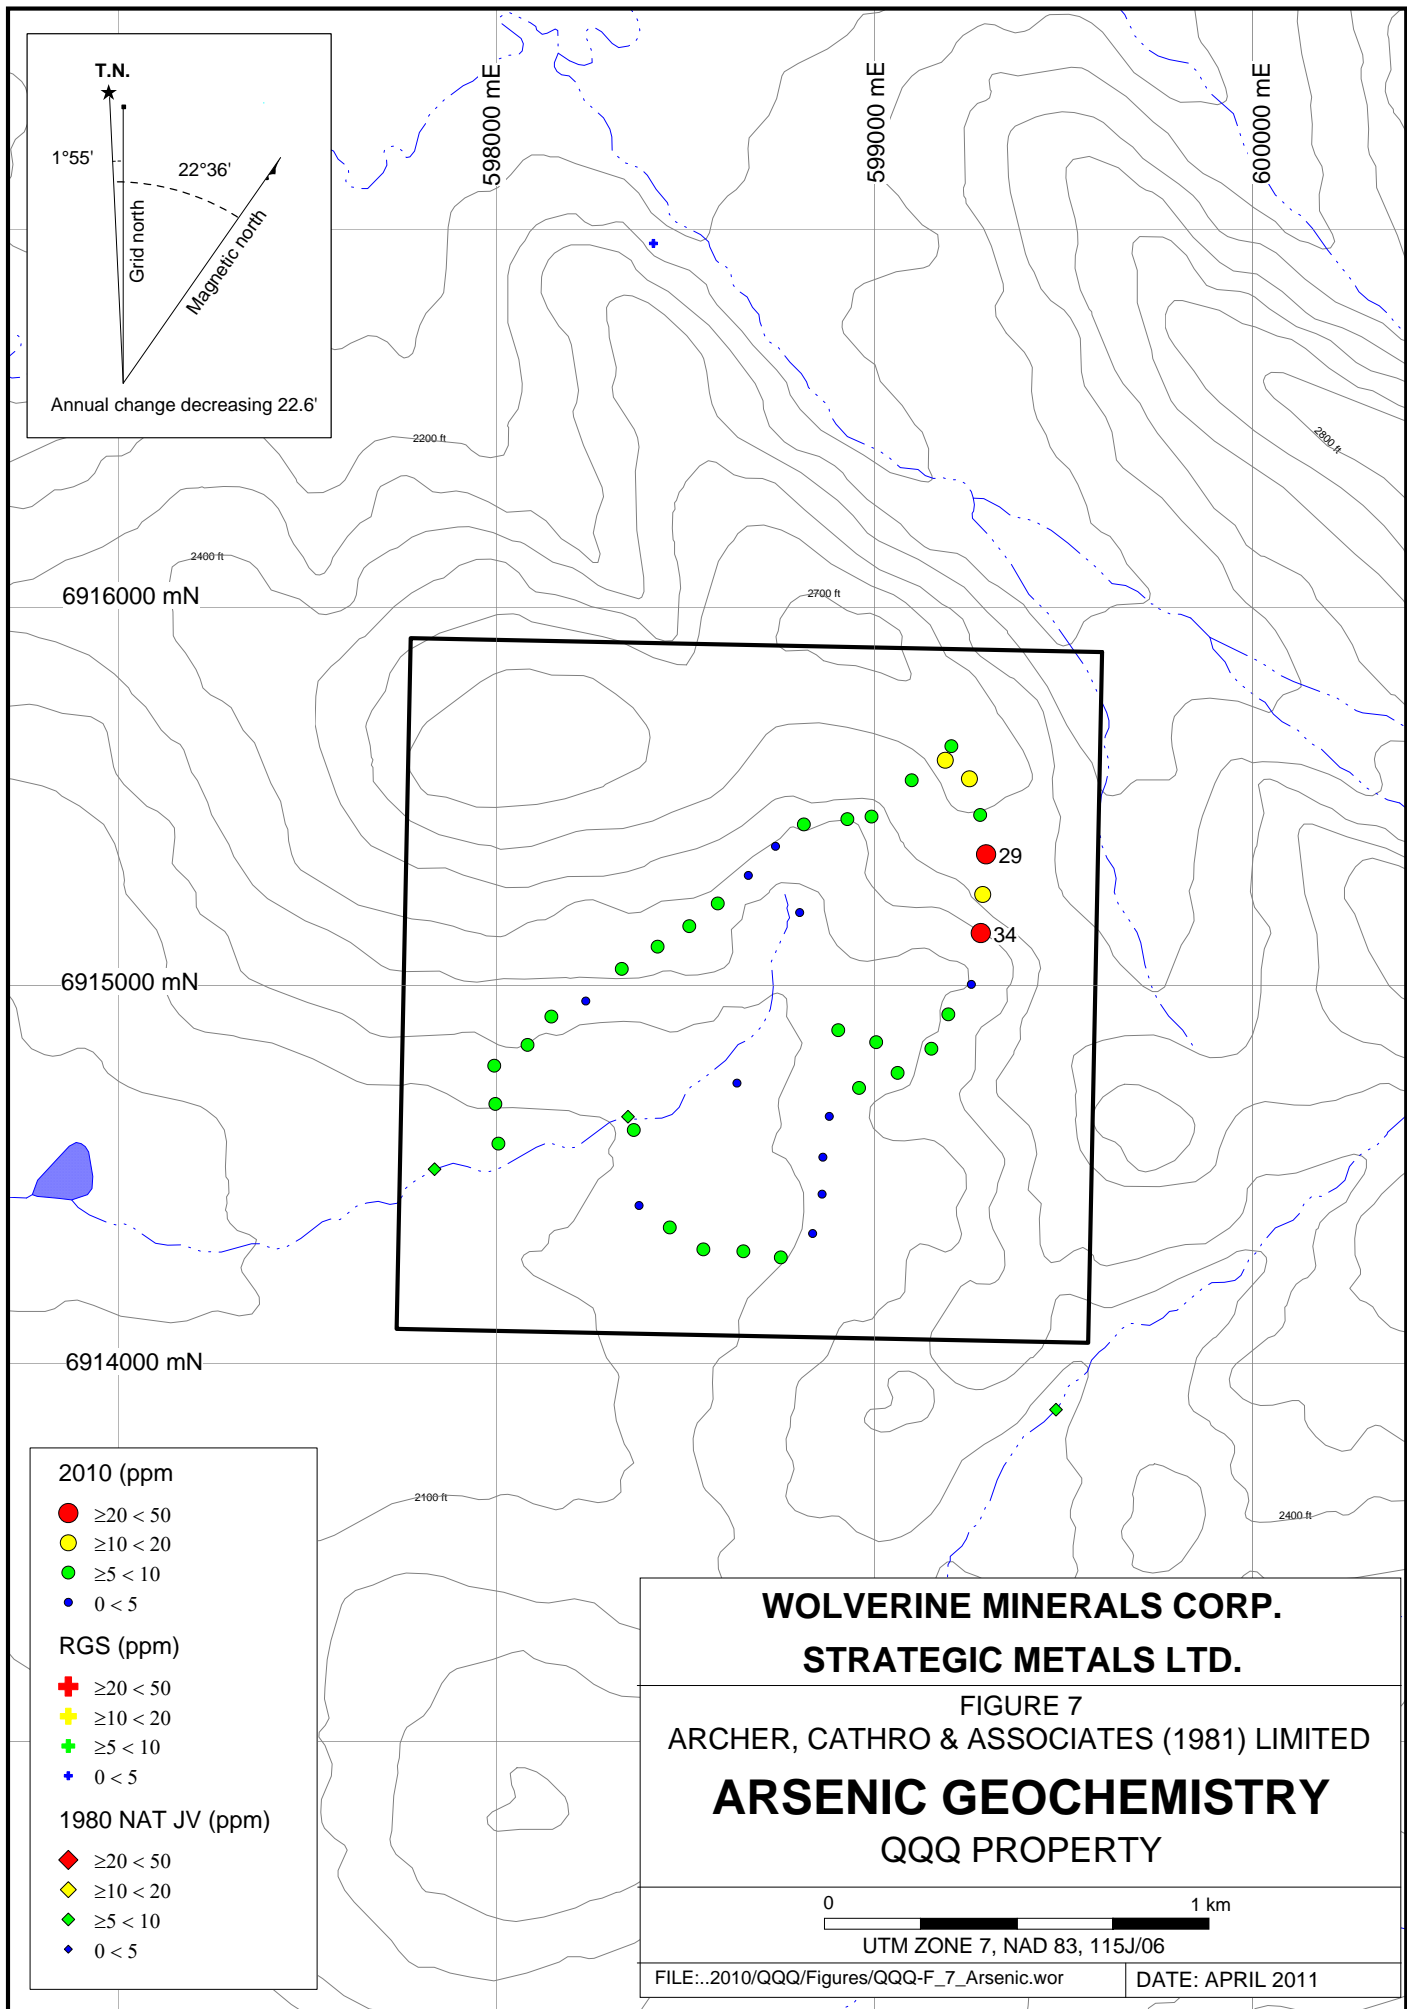 T.N.
1°55'
22°36'
Grid north
Magnetic north
Annual change decreasing 22.6'
598000 mE
599000 mE
600000 mE
2200 ft
2800 ft
2400 ft
6916000 mN
2700 ft
29
34
6915000 mN
6914000 mN
2100 ft
2400 ft
2010 (ppm
≥20 < 50
≥10 < 20
≥5 < 10
0 < 5
RGS (ppm)
≥20 < 50
≥10 < 20
≥5 < 10
0 < 5
1980 NAT JV (ppm)
≥20 < 50
≥10 < 20
≥5 < 10
0 < 5
WOLVERINE MINERALS CORP.
STRATEGIC METALS LTD.
FIGURE 7
ARCHER, CATHRO & ASSOCIATES (1981) LIMITED
ARSENIC GEOCHEMISTRY
QQQ PROPERTY
0 1 km
UTM ZONE 7, NAD 83, 115J/06
FILE:..2010/QQQ/Figures/QQQ-F_7_Arsenic.wor
DATE: APRIL 2011